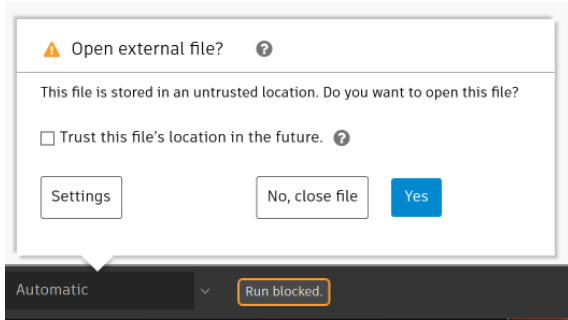 Open external file?
This file is stored in an untrusted location. Do you want to open this file?
Trust this file's location in the future.
Settings
No, close file
Yes
Automatic
Run blocked.